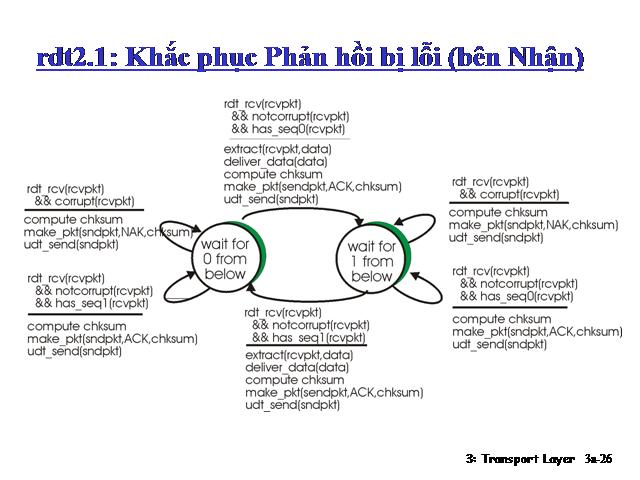 rdt2.1: Khắc phục Phản hồi bị lỗi (bên Nhận)
rdt_rcv(rcvpkt)
&& notcorrupt(rcvpkt)
&& has_seq0(rcvpkt)
extract(rcvpkt,data)
deliver_data(data)
compute chksum
make_pkt(sendpkt,ACK,chksum)
udt_send(sndpkt)
rdt_rcv(rcvpkt)
&& corrupt(rcvpkt)
compute chksum
make_pkt(sndpkt,NAK,chksum)
udt_send(sndpkt)
rdt_rcv(rcvpkt)
&& notcorrupt(rcvpkt)
&& has_seq1(rcvpkt)
compute chksum
make_pkt(sndpkt,ACK,chksum)
udt_send(sndpkt)
wait for
0 from
below
wait for
1 from
below
rdt_rcv(rcvpkt)
&& corrupt(rcvpkt)
compute chksum
make_pkt(sndpkt,NAK,chksum)
udt_send(sndpkt)
rdt_rcv(rcvpkt)
&& notcorrupt(rcvpkt)
&& has_seq0(rcvpkt)
compute chksum
make_pkt(sndpkt,ACK,chksum)
udt_send(sndpkt)
rdt_rcv(rcvpkt)
&& notcorrupt(rcvpkt)
&& has_seq1(rcvpkt)
extract(rcvpkt,data)
deliver_data(data)
compute chksum
make_pkt(sendpkt,ACK,chksum)
udt_send(sndpkt)
3: Transport Layer 3a-26